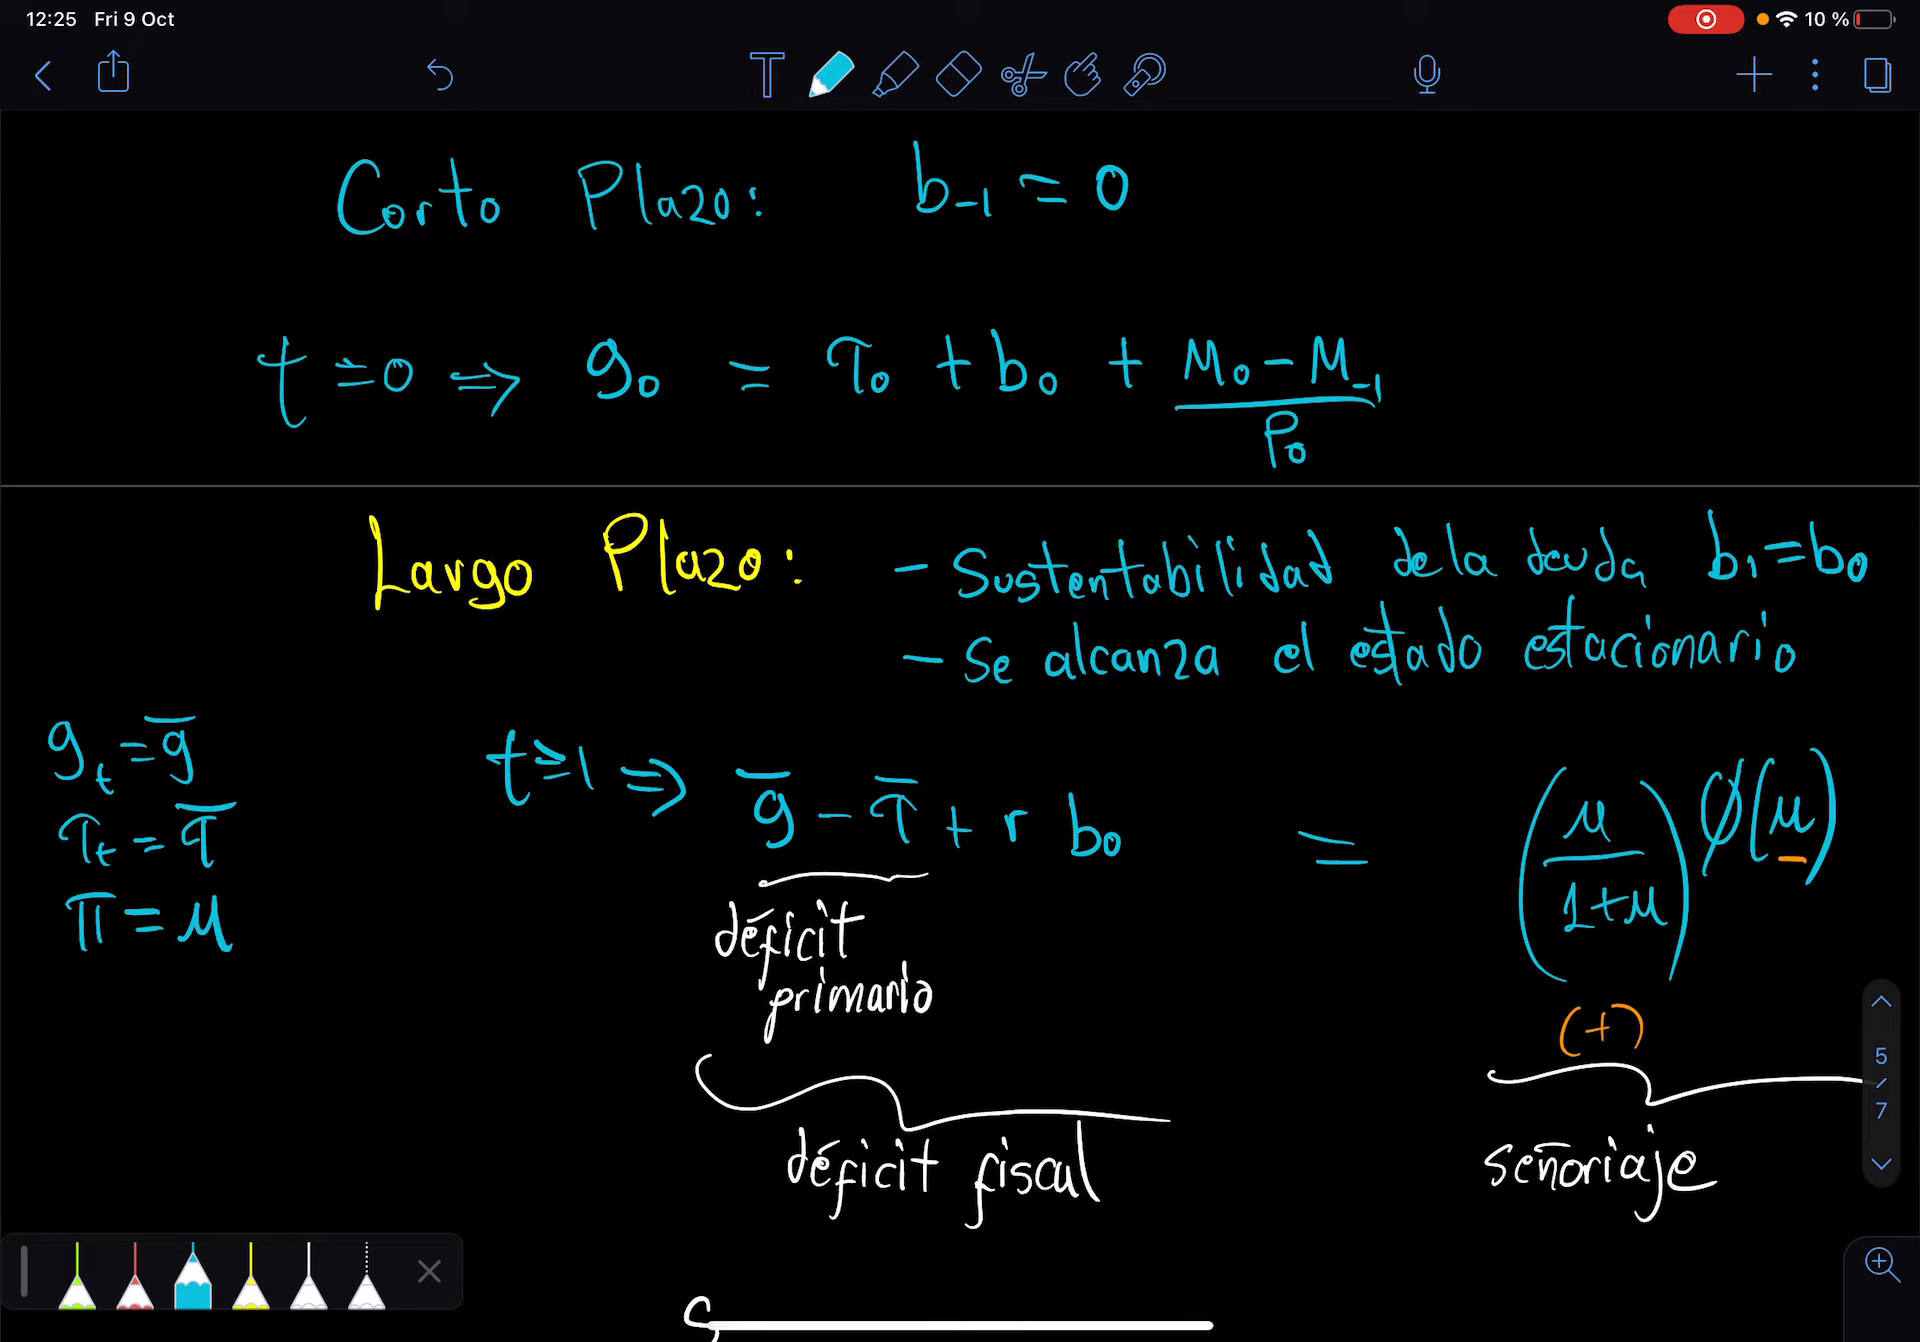 12:25 Fri 9 Oct
10 %
Corto Plazo: b₋₁ = 0
t=0 ⇒ g₀ = τ₀ + b₀ + (M₀ − M₋₁)/P₀
Largo Plazo: – Sustentabilidad de la deuda b₁=b₀
– Se alcanza el estado estacionario
gₜ = g̅
τₜ = τ̅
π = μ
t≥1 ⇒ g̅ − τ̅ + r b₀ = (μ/(1+μ)) φ(μ)
déficit
primario
(+)
déficit fiscal
señoriaje
5
/
7